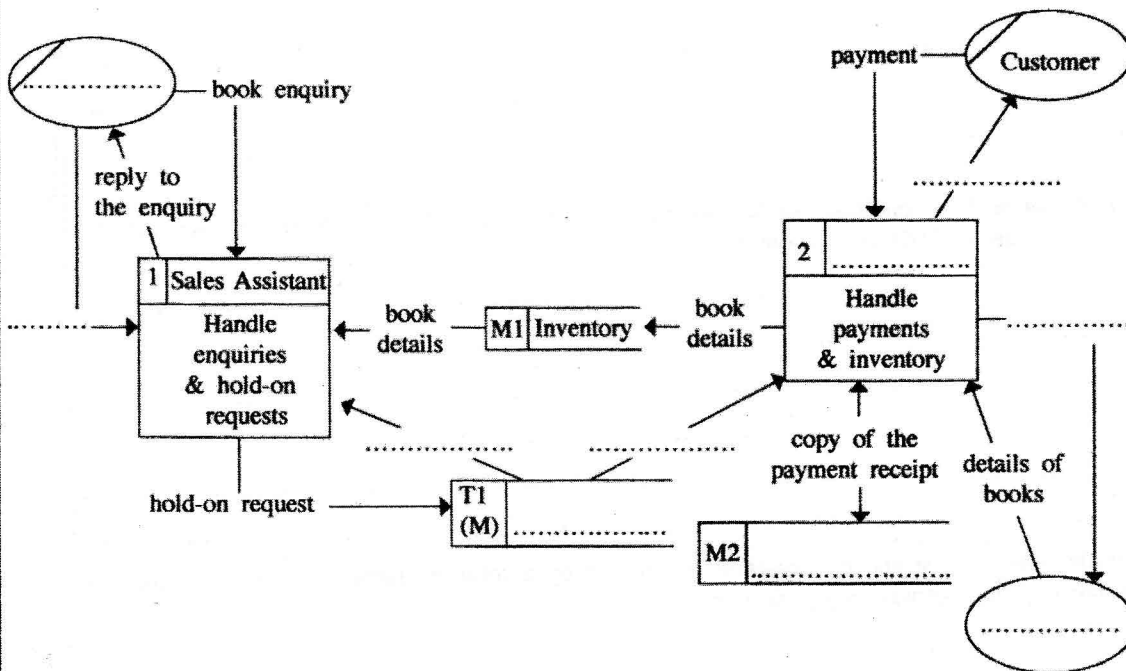 payment
Customer
book enquiry
reply to
the enquiry
1 Sales Assistant
Handle
enquiries
& hold-on
requests
book
details
M1 Inventory
book
details
2
Handle
payments
& inventory
hold-on request
T1
(M)
copy of the
payment receipt
M2
details of
books